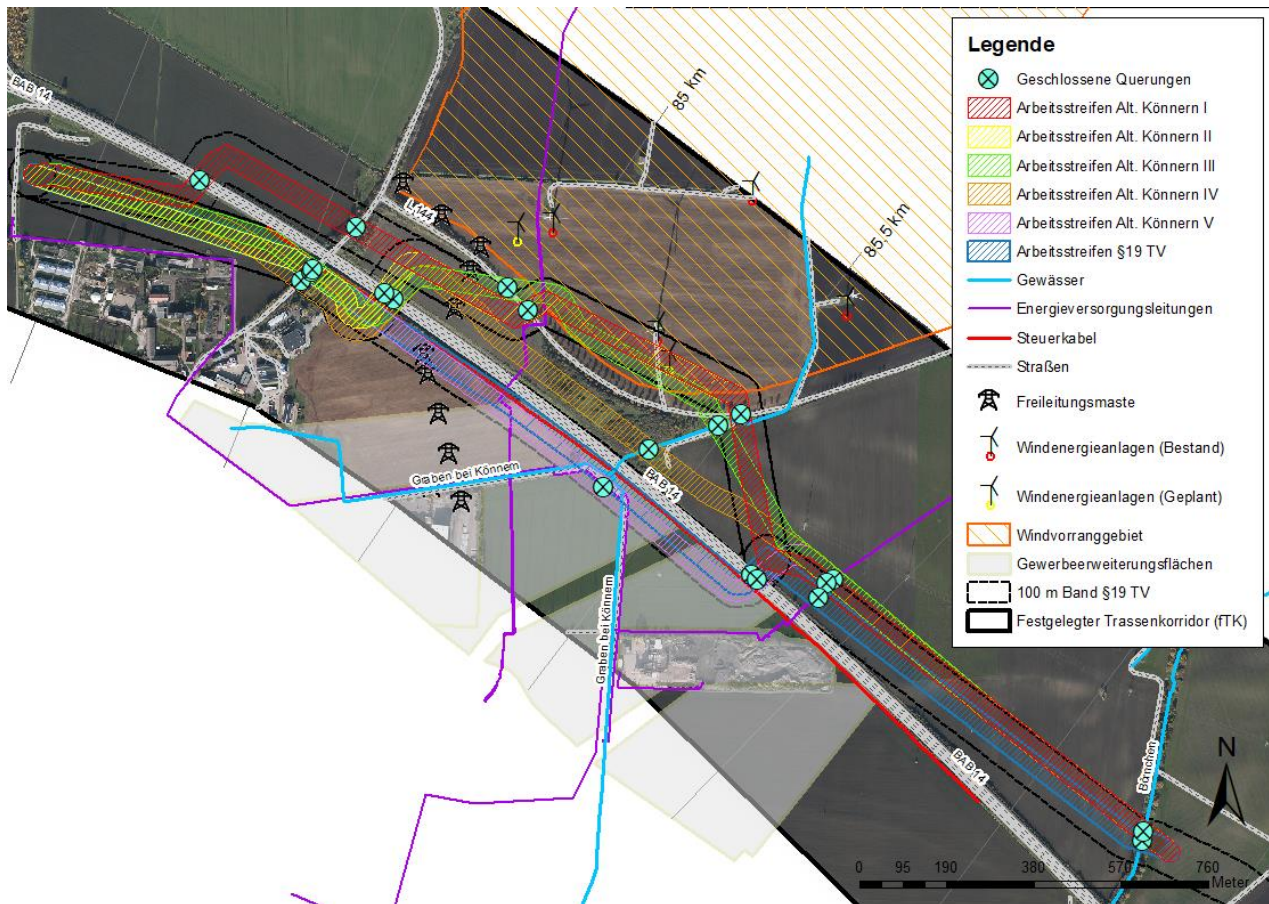 BAB 14
85 km
L144
85.5 km
Graben bei Könnern
BAB 14
Graben bei Könnern
BAB 14
Börnchen
Legende
Geschlossene Querungen
Arbeitsstreifen Alt. Könnern I
Arbeitsstreifen Alt. Könnern II
Arbeitsstreifen Alt. Könnern III
Arbeitsstreifen Alt. Könnern IV
Arbeitsstreifen Alt. Könnern V
Arbeitsstreifen §19 TV
Gewässer
Energieversorgungsleitungen
Steuerkabel
Straßen
Freileitungsmaste
Windenergieanlagen (Bestand)
Windenergieanlagen (Geplant)
Windvorranggebiet
Gewerbeerweiterungsflächen
100 m Band §19 TV
Festgelegter Trassenkorridor (fTK)
N
0 95 190 380 570 760
Meter